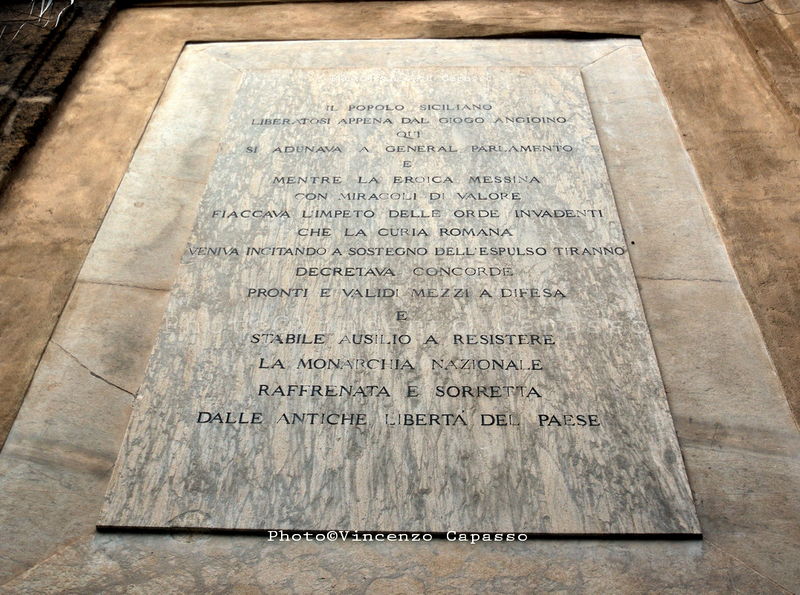 IL POPOLO SICILIANO
LIBERATOSI APPENA DAL GIOGO ANGIOINO
QUI
SI ADUNAVA A GENERAL PARLAMENTO
E
MENTRE LA EROICA MESSINA
CON MIRACOLI DI VALORE
FIACCAVA L'IMPETO DELLE ORDE INVADENTI
CHE LA CURIA ROMANA
VENIVA INCITANDO A SOSTEGNO DELL'ESPULSO TIRANNO
DECRETAVA CONCORDE
PRONTI E VALIDI MEZZI A DIFESA
E
STABILE AUSILIO A RESISTERE
LA MONARCHIA NAZIONALE
RAFFRENATA E SORRETTA
DALLE ANTICHE LIBERTÀ DEL PAESE
Photo©Vincenzo Capasso